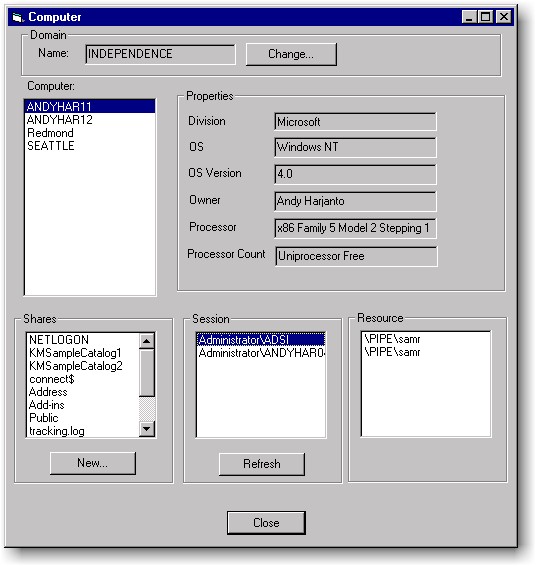 Computer
Domain
Name: INDEPENDENCE Change...
Computer:
ANDYHAR11
ANDYHAR12
Redmond
SEATTLE
Properties
Division Microsoft
OS Windows NT
OS Version 4.0
Owner Andy Harjanto
Processor x86 Family 5 Model 2 Stepping 1
Processor Count Uniprocessor Free
Shares
NETLOGON
KMSampleCatalog1
KMSampleCatalog2
connect$
Address
Add-ins
Public
tracking.log
New...
Session
Administrator\ADSI
Administrator\ANDYHAR0
Refresh
Resource
\PIPE\samr
\PIPE\samr
Close